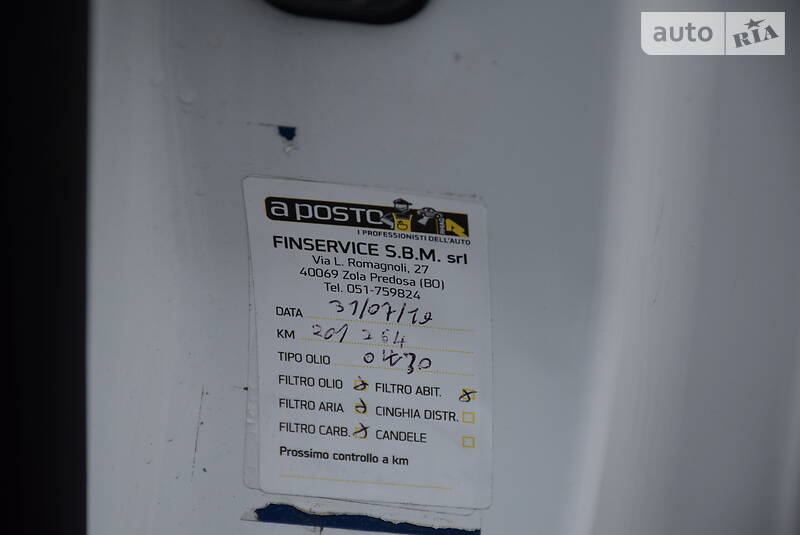 auto RIA
a posto
I PROFESSIONISTI DELL'AUTO
FINSERVICE S.B.M. srl
Via L. Romagnoli, 27
40069 Zola Predosa (BO)
Tel. 051-759824
DATA 31/07/19
KM 201 264
TIPO OLIO 0W30
FILTRO OLIO FILTRO ABIT.
FILTRO ARIA CINGHIA DISTR.
FILTRO CARB. CANDELE
Prossimo controllo a km